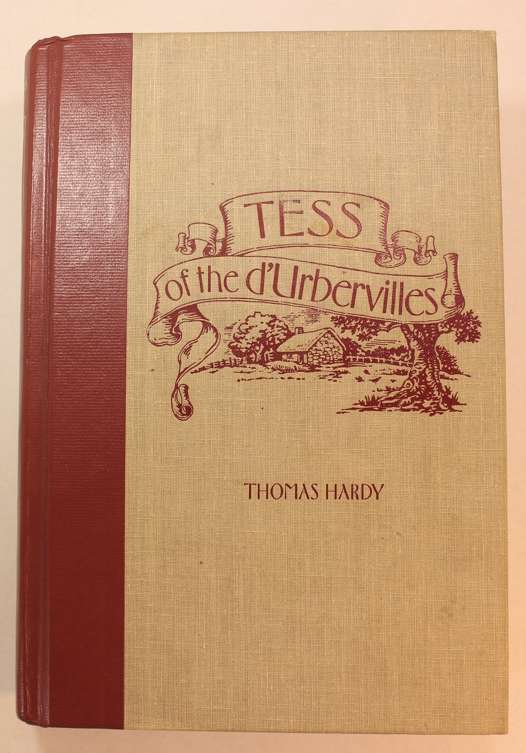 TESS
of the d'Urbervilles
THOMAS HARDY